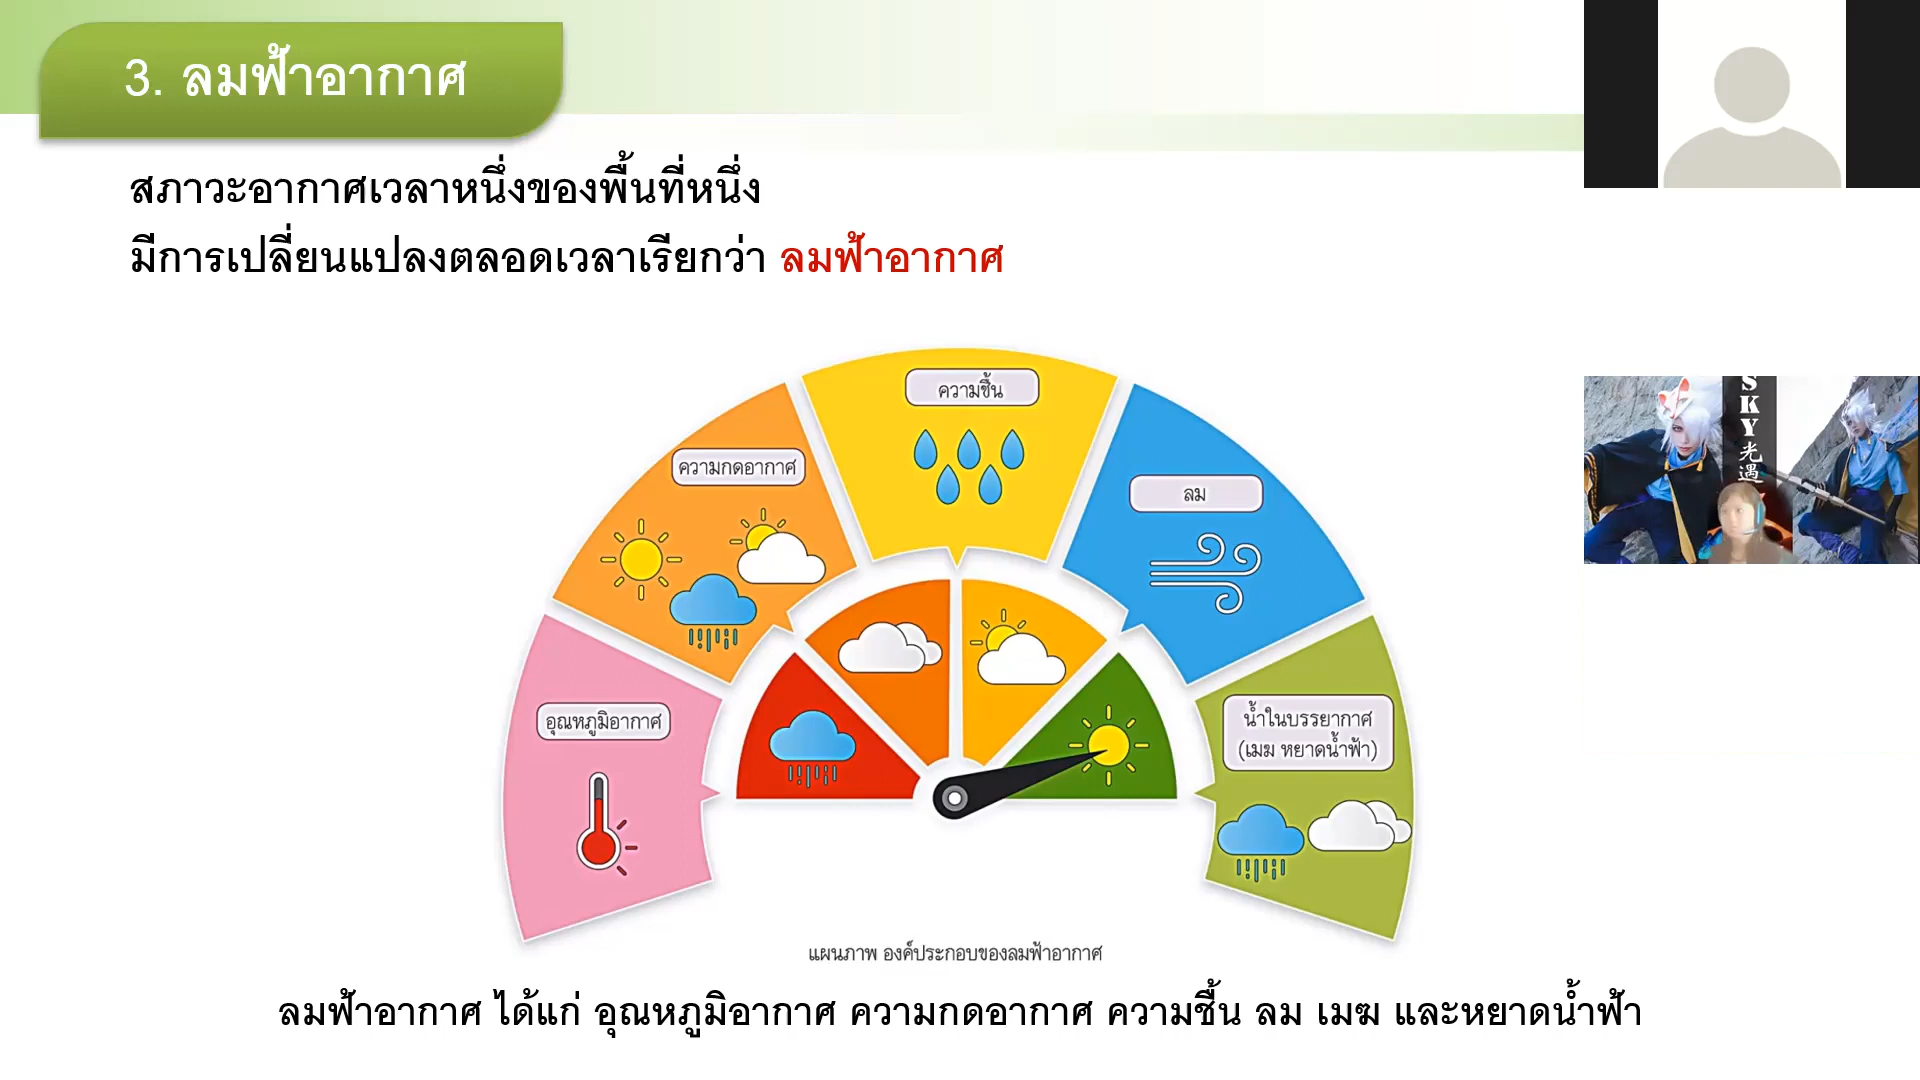 3. ลมฟ้าอากาศ
สภาวะอากาศเวลาหนึ่งของพื้นที่หนึ่ง
มีการเปลี่ยนแปลงตลอดเวลาเรียกว่า ลมฟ้าอากาศ
ความชื้น
ความกดอากาศ
ลม
อุณหภูมิอากาศ
น้ำในบรรยากาศ
(เมฆ หยาดน้ำฟ้า)
แผนภาพ องค์ประกอบของลมฟ้าอากาศ
ลมฟ้าอากาศ ได้แก่ อุณหภูมิอากาศ ความกดอากาศ ความชื้น ลม เมฆ และหยาดน้ำฟ้า
SKY光遇